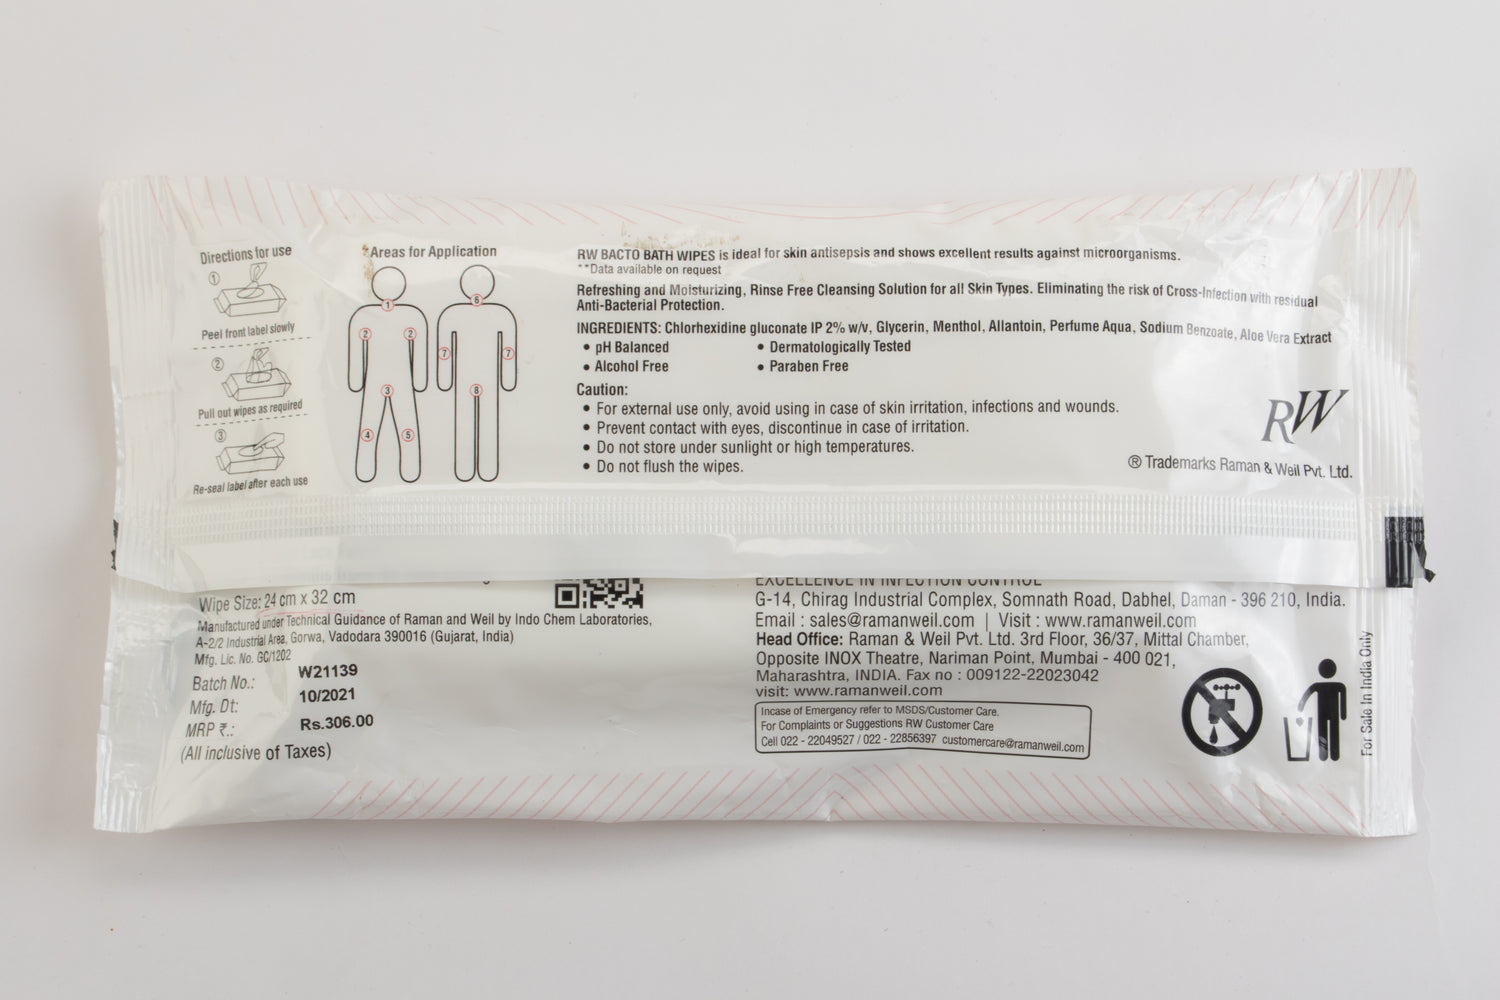 Directions for use
1
Peel front label slowly
2
Pull out wipes as required
3
Re-seal label after each use
*Areas for Application
1
6
2
2
7
7
3
8
4
5
RW BACTO BATH WIPES is ideal for skin antisepsis and shows excellent results against microorganisms.
**Data available on request
Refreshing and Moisturizing, Rinse Free Cleansing Solution for all Skin Types. Eliminating the risk of Cross-Infection with residual
Anti-Bacterial Protection.
INGREDIENTS: Chlorhexidine gluconate IP 2% w/v, Glycerin, Menthol, Allantoin, Perfume Aqua, Sodium Benzoate, Aloe Vera Extract
• pH Balanced
• Dermatologically Tested
• Alcohol Free
• Paraben Free
Caution:
• For external use only, avoid using in case of skin irritation, infections and wounds.
• Prevent contact with eyes, discontinue in case of irritation.
• Do not store under sunlight or high temperatures.
• Do not flush the wipes.
RW
® Trademarks Raman & Weil Pvt. Ltd.
Wipe Size: 24 cm x 32 cm
Manufactured under Technical Guidance of Raman and Weil by Indo Chem Laboratories,
A-2/2 Industrial Area, Gorwa, Vadodara 390016 (Gujarat, India)
Mfg. Lic. No. GC/1202
Batch No.: W21139
Mfg. Dt: 10/2021
MRP ₹.: Rs.306.00
(All inclusive of Taxes)
EXCELLENCE IN INFECTION CONTROL
G-14, Chirag Industrial Complex, Somnath Road, Dabhel, Daman - 396 210, India.
Email : sales@ramanweil.com | Visit : www.ramanweil.com
Head Office: Raman & Weil Pvt. Ltd. 3rd Floor, 36/37, Mittal Chamber,
Opposite INOX Theatre, Nariman Point, Mumbai - 400 021,
Maharashtra, INDIA. Fax no : 009122-22023042
visit: www.ramanweil.com
Incase of Emergency refer to MSDS/Customer Care.
For Complaints or Suggestions RW Customer Care
Cell 022 - 22049527 / 022 - 22856397 customercare@ramanweil.com
For Sale In India Only